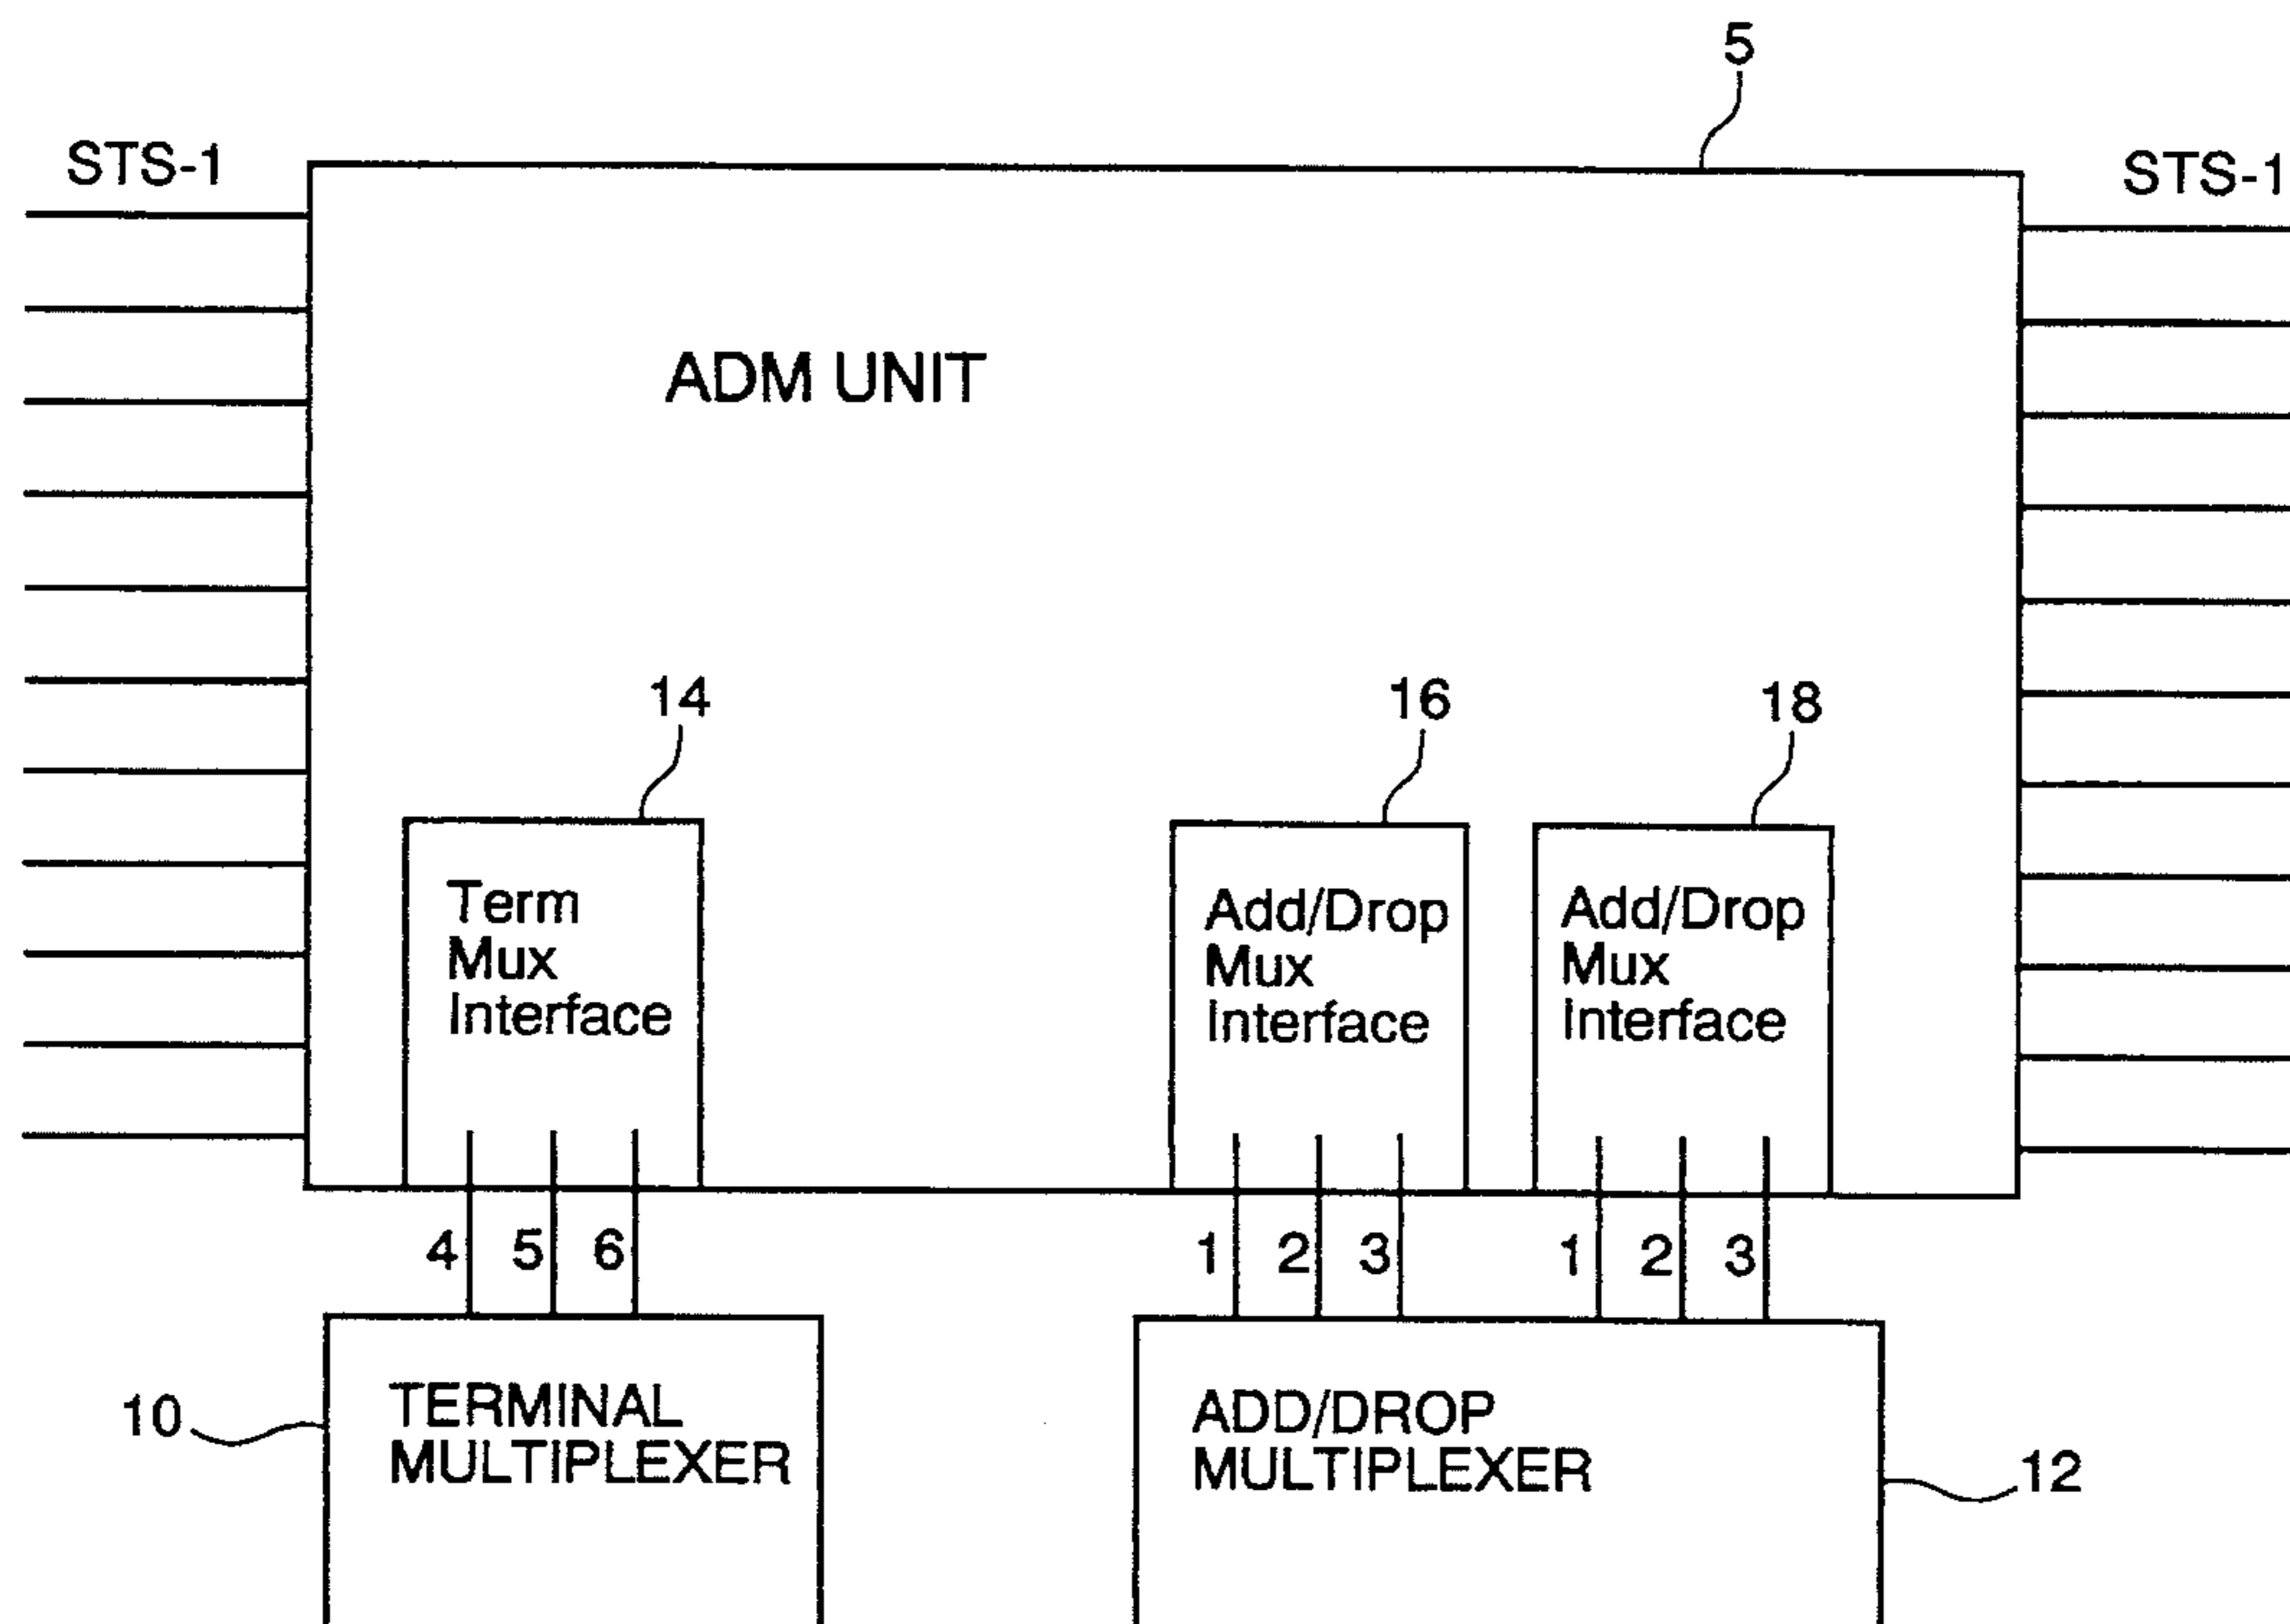 5
STS-1
STS-1
ADM UNIT
14
16
18
Term
Mux
Interface
Add/Drop
Mux
Interface
Add/Drop
Mux
Interface
4 5 6
1 2 3
1 2 3
10
TERMINAL
MULTIPLEXER
ADD/DROP
MULTIPLEXER
12